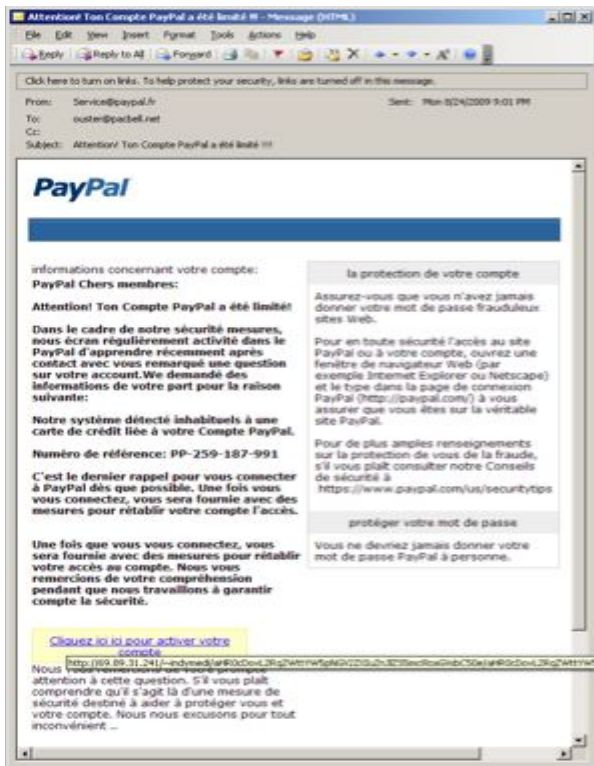 Attention! Ton Compte PayPal a été limité !!! - Message (HTML)
File Edit View Insert Format Tools Actions Help
Reply Reply to All Forward
Click here to turn on links. To help protect your security, links are turned off in this message.
From: Service@paypal.fr Sent: Mon 8/24/2009 9:01 PM
To: ouster@pacbell.net
Cc:
Subject: Attention! Ton Compte PayPal a été limité !!!
PayPal
informations concernant votre compte:
PayPal Chers membres:
Attention! Ton Compte PayPal a été limité!
Dans le cadre de notre sécurité mesures,
nous écran régulièrement activité dans le
PayPal d'apprendre récemment après
contact avec vous remarqué une question
sur votre account.We demandé des
informations de votre part pour la raison
suivante:
Notre système détecté inhabituels à une
carte de crédit liée à votre Compte PayPal.
Numéro de référence: PP-259-187-991
C'est le dernier rappel pour vous connecter
à PayPal dès que possible. Une fois vous
vous connectez, vous sera fournie avec des
mesures pour rétablir votre compte l'accès.
Une fois que vous vous connectez, vous
sera fournie avec des mesures pour rétablir
votre accès au compte. Nous vous
remercions de votre compréhension
pendant que nous travaillons à garantir
compte la sécurité.
Cliquez ici ici pour activer votre
compte
http://69.89.31.241/~indymedi/
Nous vous remercions de votre prompte
attention à cette question. S'il vous plaît
comprendre qu'il s'agit là d'une mesure de
sécurité destiné à aider à protéger vous et
votre compte. Nous nous excusons pour tout
inconvénient ...
la protection de votre compte
Assurez-vous que vous n'avez jamais
donner votre mot de passe frauduleux
sites Web.
Pour en toute sécurité l'accès au site
PayPal ou à votre compte, ouvrez une
fenêtre de navigateur Web (par
exemple Internet Explorer ou Netscape)
et le type dans la page de connexion
PayPal (http://paypal.com/) à vous
assurer que vous êtes sur la véritable
site PayPal.
Pour de plus amples renseignements
sur la protection de vous de la fraude,
s'il vous plaît consulter notre Conseils
de sécurité à
https://www.paypal.com/us/securitytips
protéger votre mot de passe
Vous ne devriez jamais donner votre
mot de passe PayPal à personne.